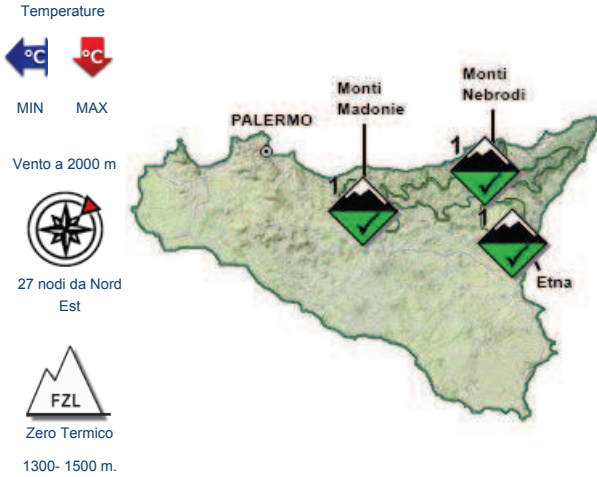 Temperature
°C
°C
MIN
MAX
Vento a 2000 m
27 nodi da Nord
Est
FZL
Zero Termico
1300- 1500 m.
PALERMO
Monti
Madonie
1
Monti
Nebrodi
1
1
Etna